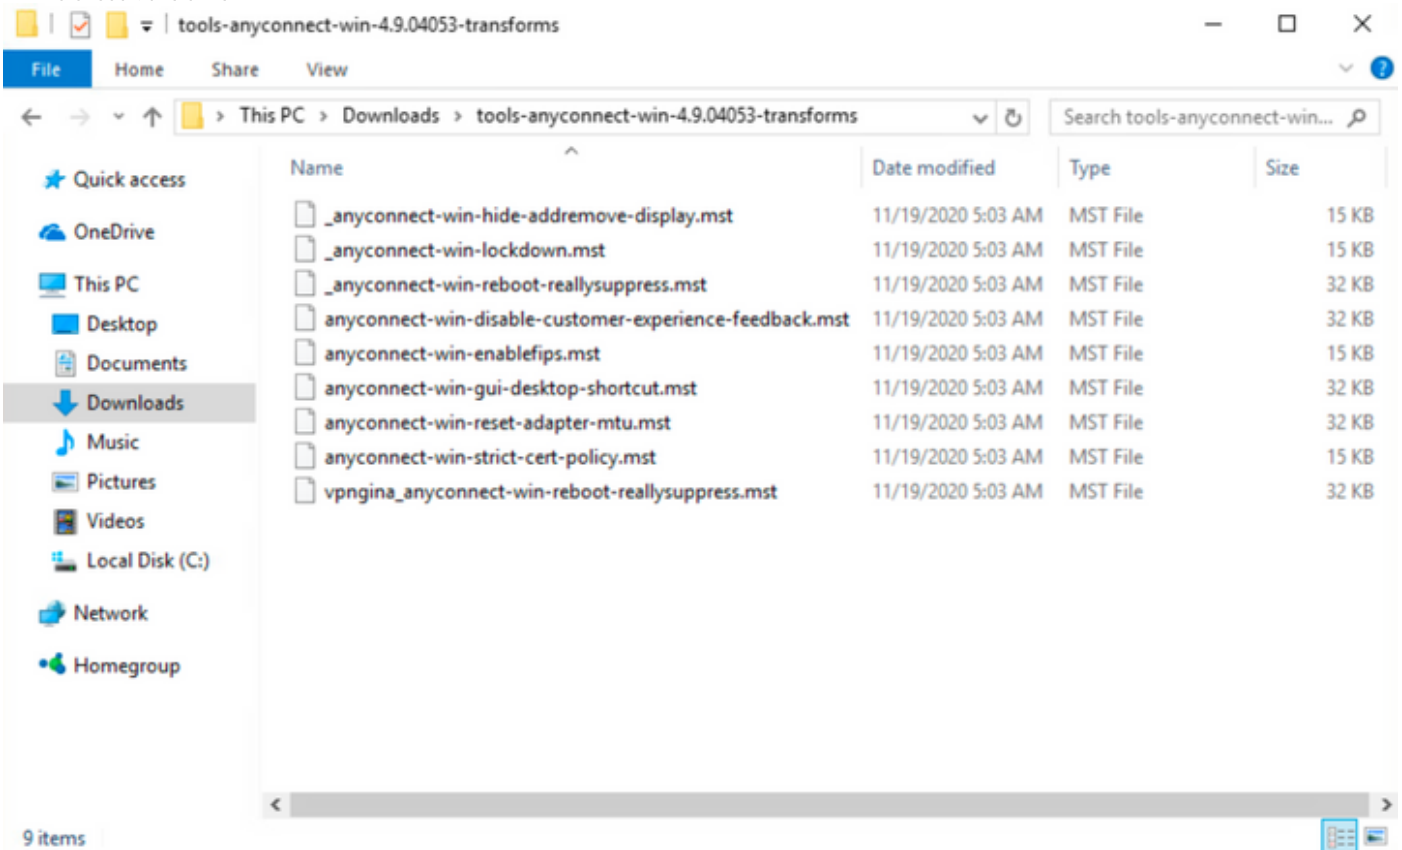 tools-anyconnect-win-4.9.04053-transforms
File Home Share View
This PC > Downloads > tools-anyconnect-win-4.9.04053-transforms Search tools-anyconnect-win...
Quick access
OneDrive
This PC
Desktop
Documents
Downloads
Music
Pictures
Videos
Local Disk (C:)
Network
Homegroup
Name Date modified Type Size
_anyconnect-win-hide-addremove-display.mst 11/19/2020 5:03 AM MST File 15 KB
_anyconnect-win-lockdown.mst 11/19/2020 5:03 AM MST File 15 KB
_anyconnect-win-reboot-reallysuppress.mst 11/19/2020 5:03 AM MST File 32 KB
anyconnect-win-disable-customer-experience-feedback.mst 11/19/2020 5:03 AM MST File 32 KB
anyconnect-win-enablefips.mst 11/19/2020 5:03 AM MST File 15 KB
anyconnect-win-gui-desktop-shortcut.mst 11/19/2020 5:03 AM MST File 32 KB
anyconnect-win-reset-adapter-mtu.mst 11/19/2020 5:03 AM MST File 32 KB
anyconnect-win-strict-cert-policy.mst 11/19/2020 5:03 AM MST File 15 KB
vpngina_anyconnect-win-reboot-reallysuppress.mst 11/19/2020 5:03 AM MST File 32 KB
9 items